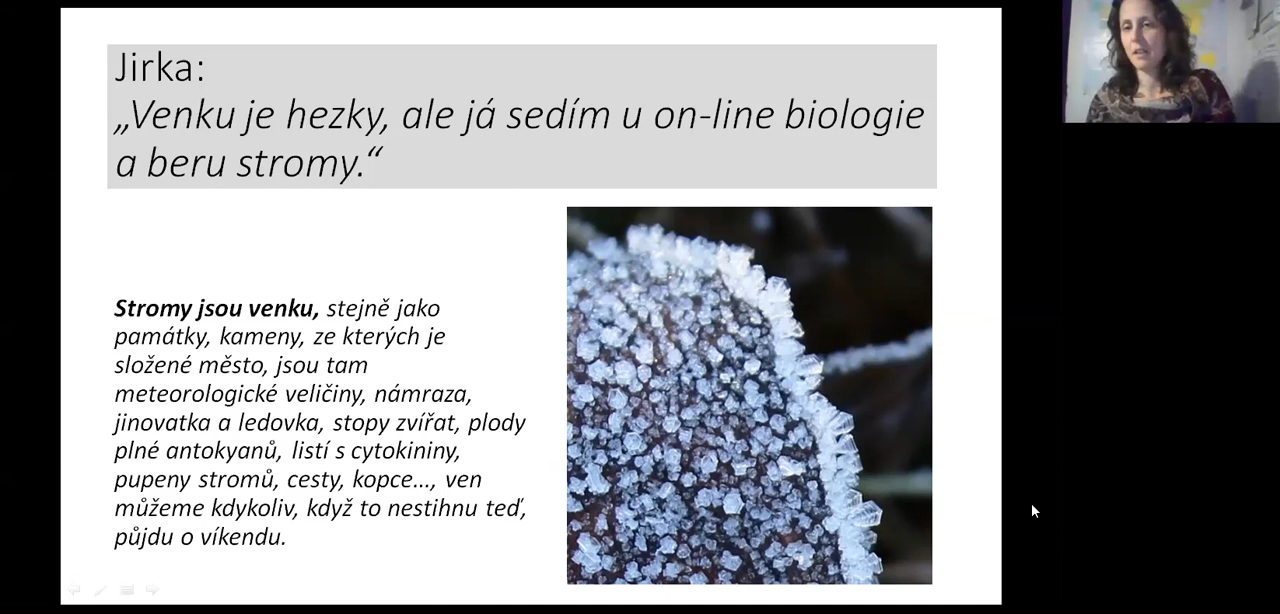 Jirka:
„Venku je hezky, ale já sedím u on-line biologie
a beru stromy.“
Stromy jsou venku, stejně jako
památky, kameny, ze kterých je
složené město, jsou tam
meteorologické veličiny, námraza,
jinovatka a ledovka, stopy zvířat, plody
plné antokyanů, listí s cytokininy,
pupeny stromů, cesty, kopce…, ven
můžeme kdykoliv, když to nestihnu teď,
půjdu o víkendu.